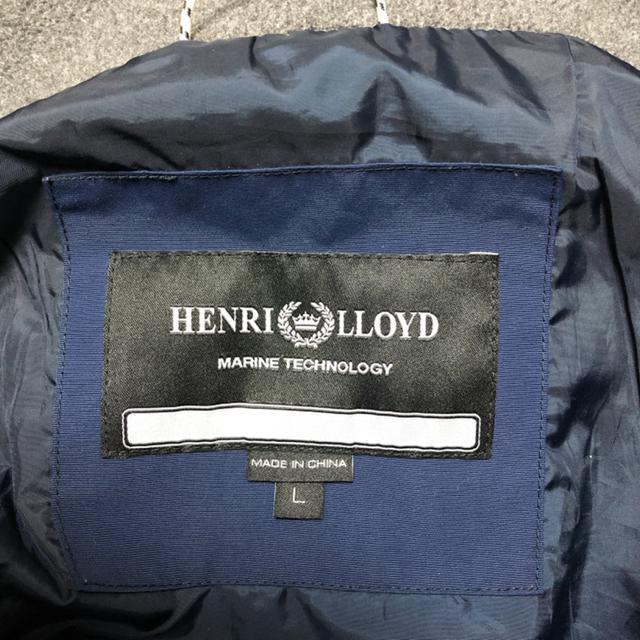 HENRI LLOYD
MARINE TECHNOLOGY
MADE IN CHINA
L